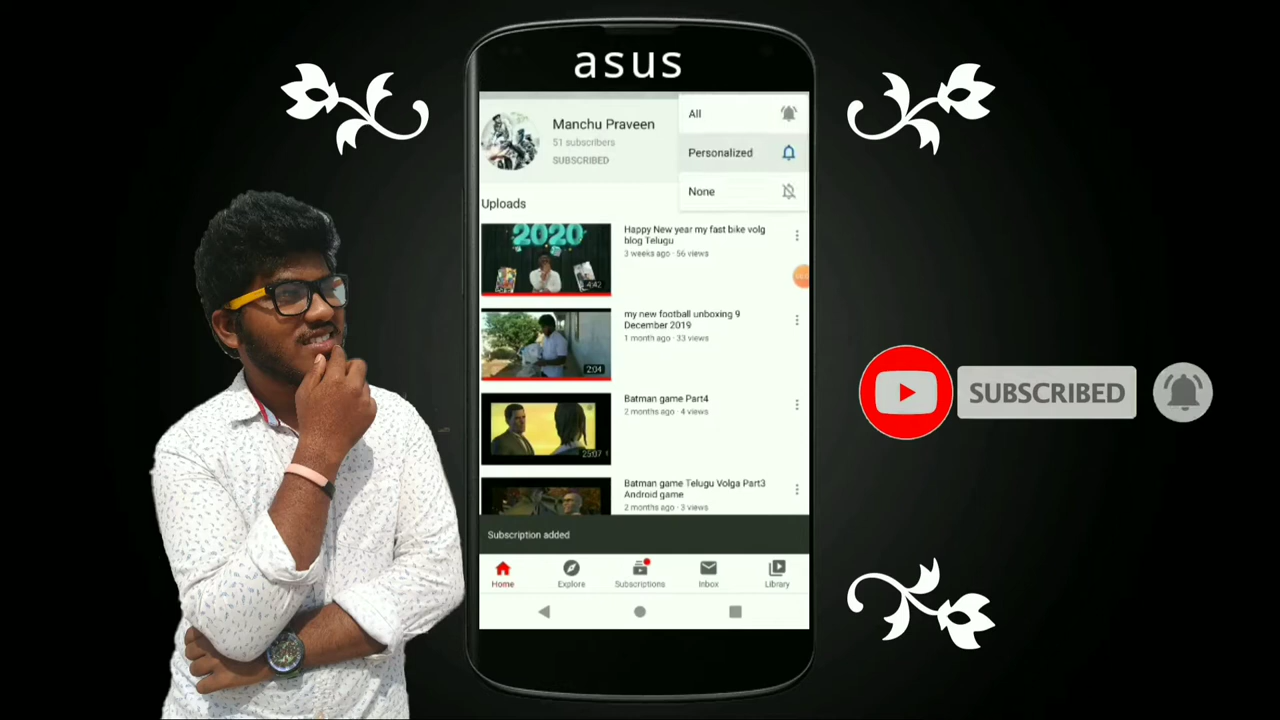 asus
Manchu Praveen
51 subscribers
SUBSCRIBED
All
Personalized
None
Uploads
2020
4:42
Happy New year my fast bike volg
blog Telugu
3 weeks ago · 56 views
2:04
my new football unboxing 9
December 2019
1 month ago · 33 views
Batman game Part4
2 months ago · 4 views
Batman game Telugu Volga Part3
Android game
2 months ago · 3 views
SUBSCRIBED
Subscription added
Home
Explore
Subscriptions
Inbox
Library